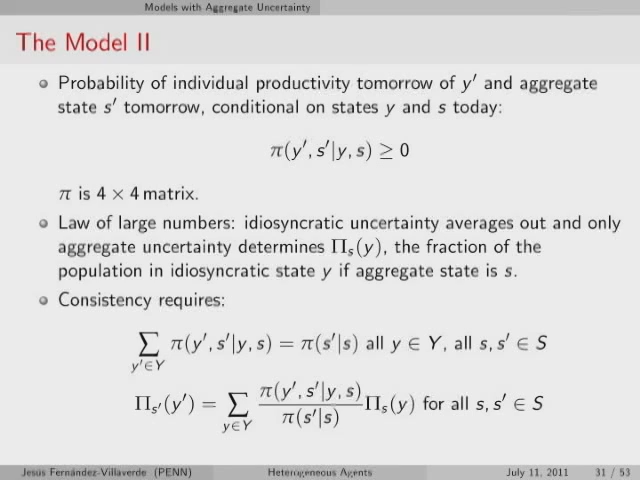 Models with Aggregate Uncertainty
The Model II
Probability of individual productivity tomorrow of y′ and aggregate
state s′ tomorrow, conditional on states y and s today:
π(y′, s′|y, s) ≥ 0
π is 4 × 4 matrix.
Law of large numbers: idiosyncratic uncertainty averages out and only
aggregate uncertainty determines Π_s(y), the fraction of the
population in idiosyncratic state y if aggregate state is s.
Consistency requires:
∑_{y′∈Y} π(y′, s′|y, s) = π(s′|s) all y ∈ Y, all s, s′ ∈ S
Π_{s′}(y′) = ∑_{y∈Y} π(y′, s′|y, s)/π(s′|s) Π_s(y) for all s, s′ ∈ S
Jesús Fernández-Villaverde (PENN) Heterogeneous Agents July 11, 2011 31 / 53